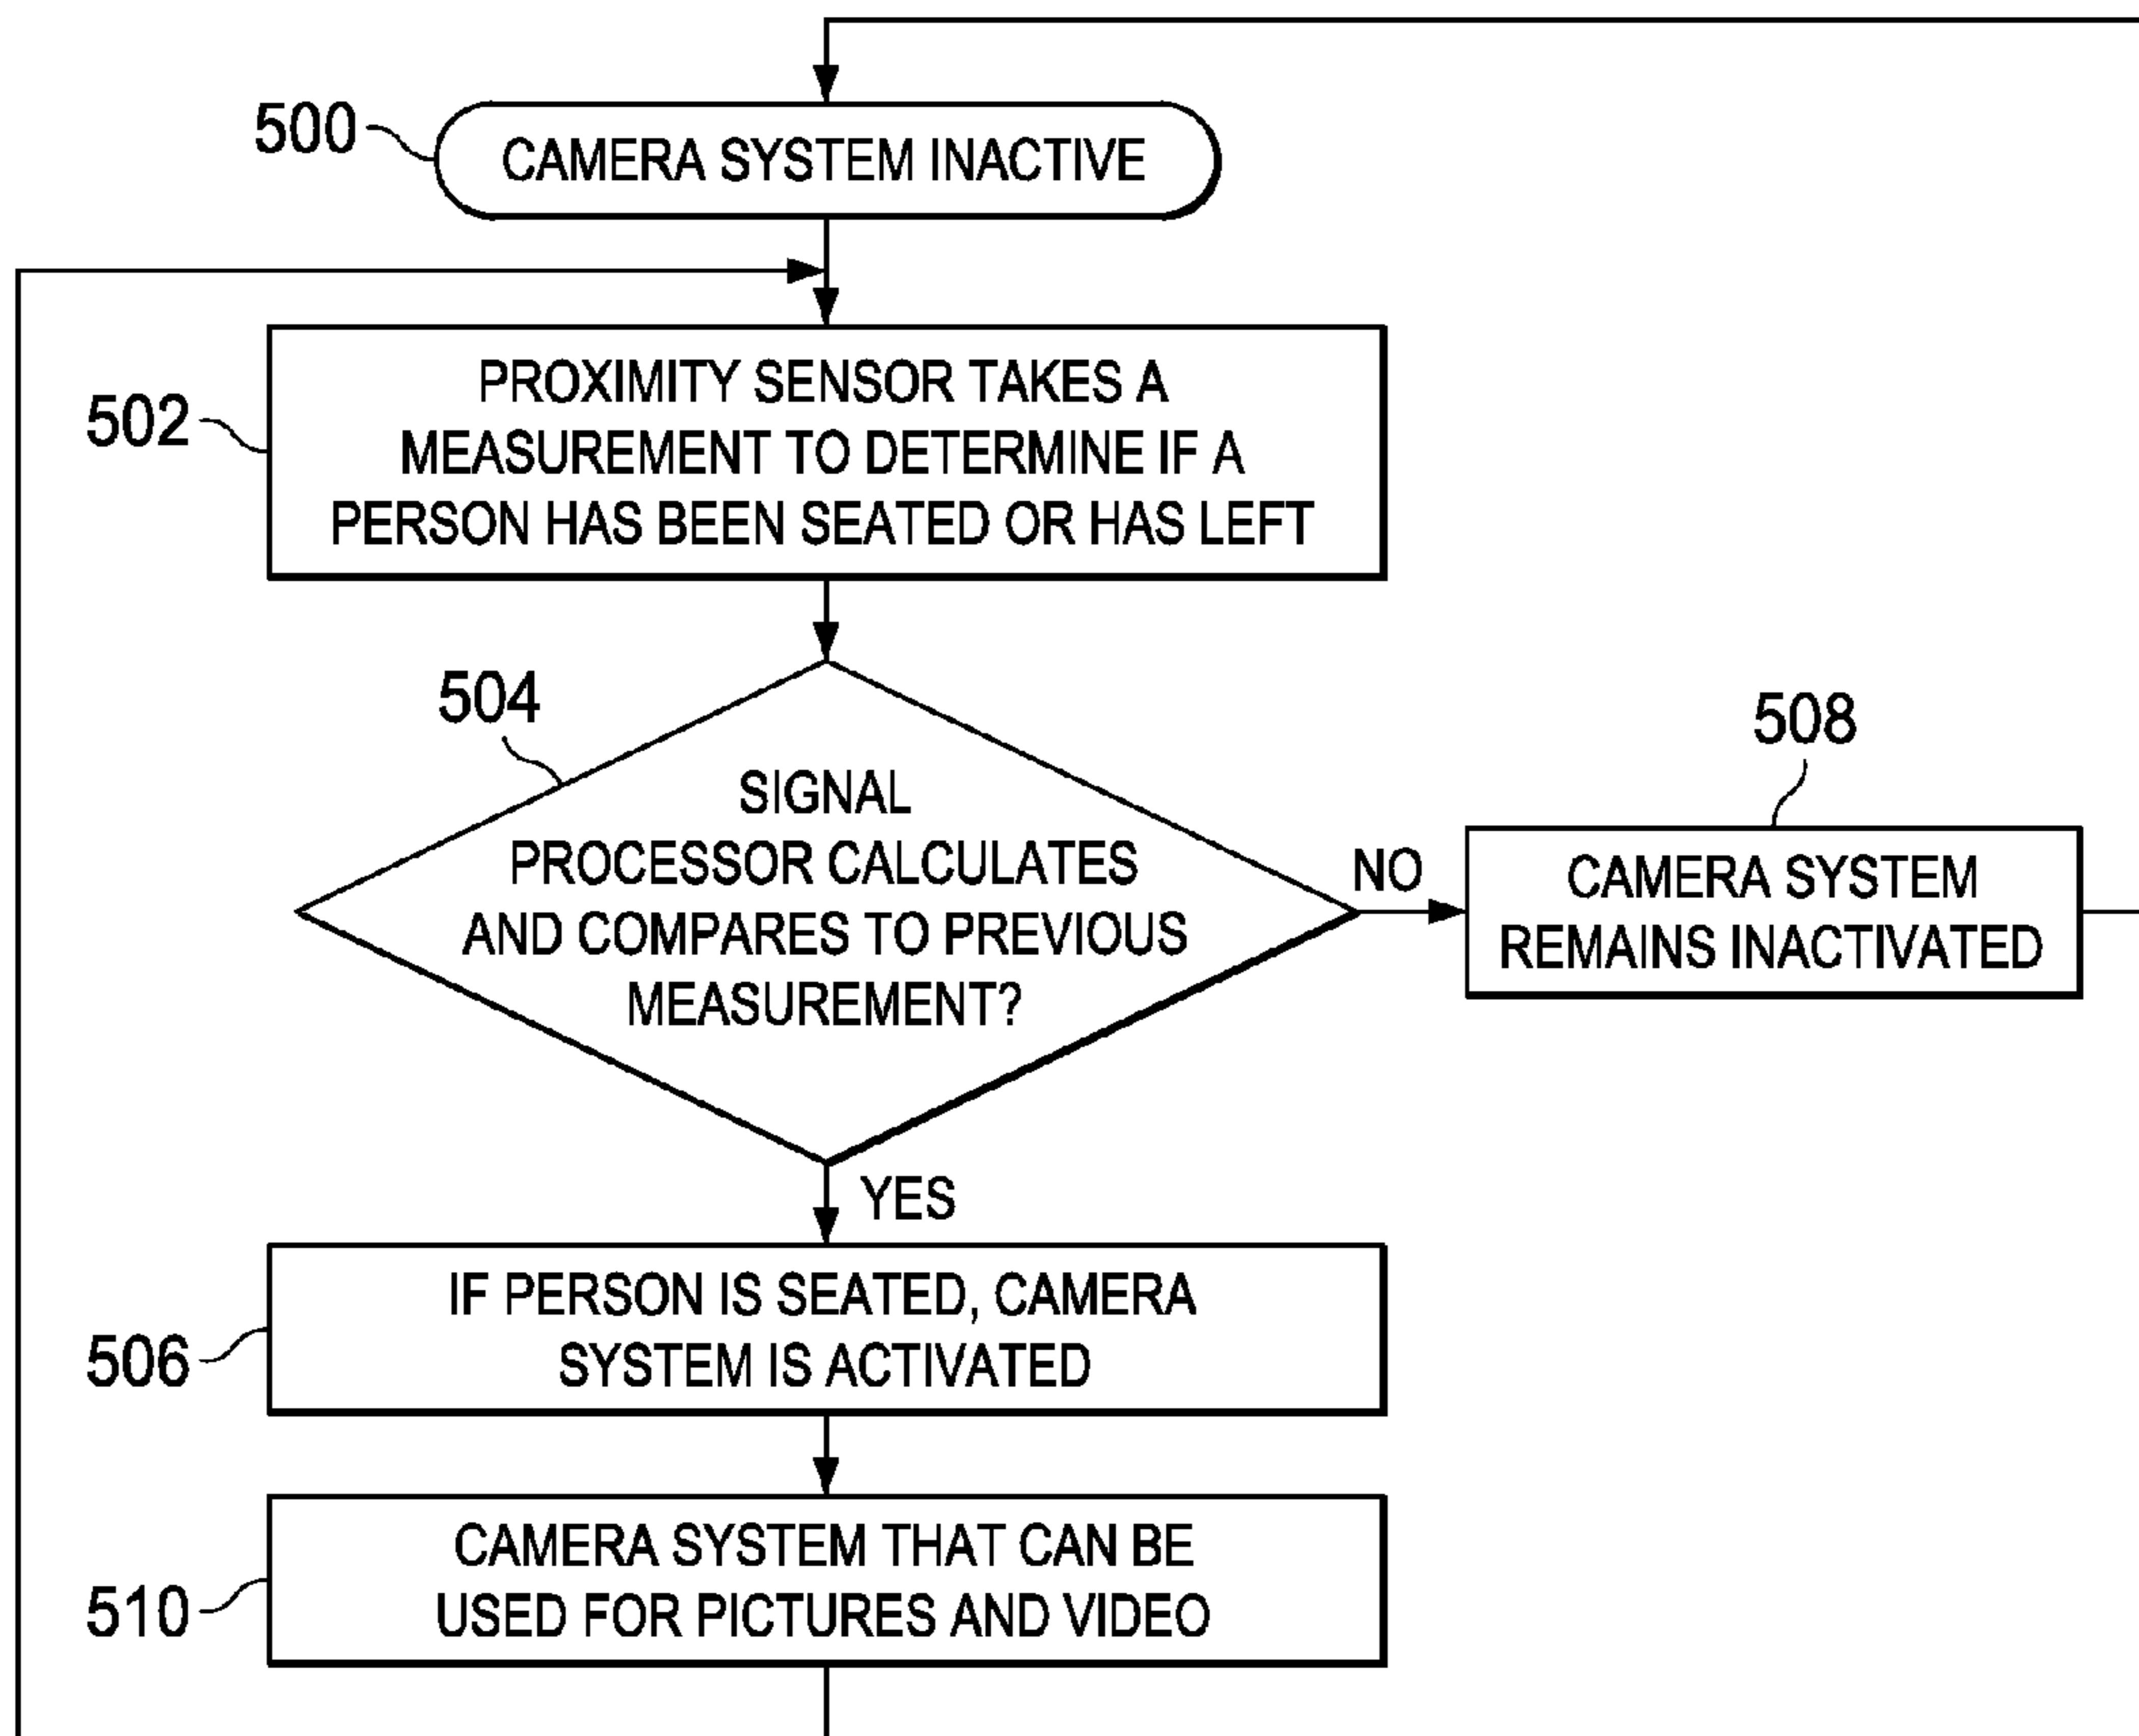 500
CAMERA SYSTEM INACTIVE
502
PROXIMITY SENSOR TAKES A
MEASUREMENT TO DETERMINE IF A
PERSON HAS BEEN SEATED OR HAS LEFT
504
SIGNAL
PROCESSOR CALCULATES
AND COMPARES TO PREVIOUS
MEASUREMENT?
NO
508
CAMERA SYSTEM
REMAINS INACTIVATED
YES
506
IF PERSON IS SEATED, CAMERA
SYSTEM IS ACTIVATED
510
CAMERA SYSTEM THAT CAN BE
USED FOR PICTURES AND VIDEO